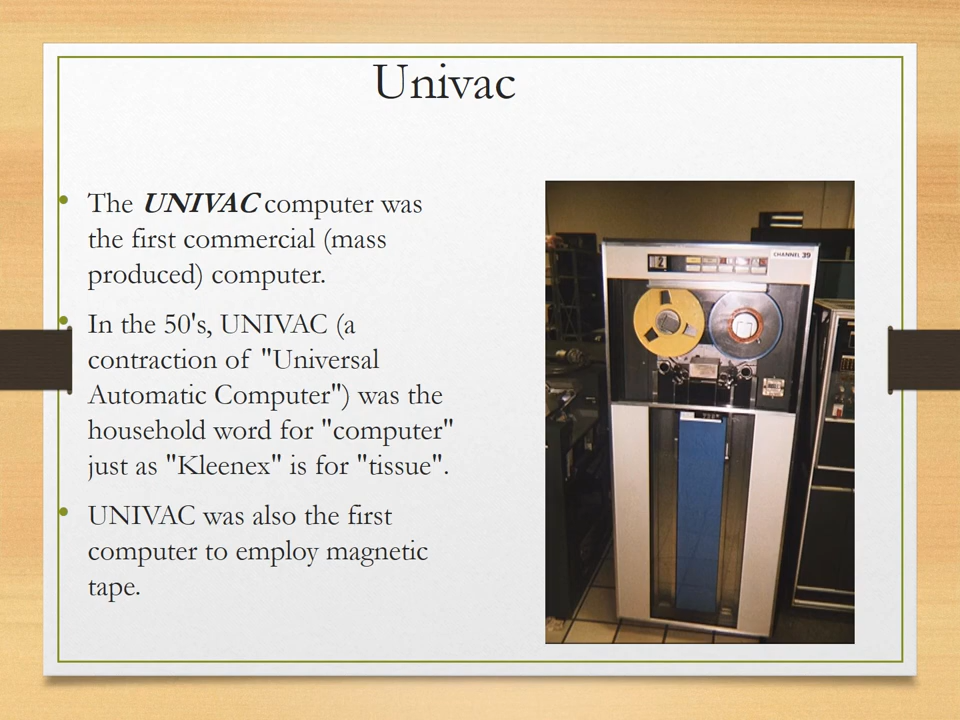 Univac
• The UNIVAC computer was
the first commercial (mass
produced) computer.
• In the 50's, UNIVAC (a
contraction of "Universal
Automatic Computer") was the
household word for "computer"
just as "Kleenex" is for "tissue".
• UNIVAC was also the first
computer to employ magnetic
tape.
CHANNEL 39
2